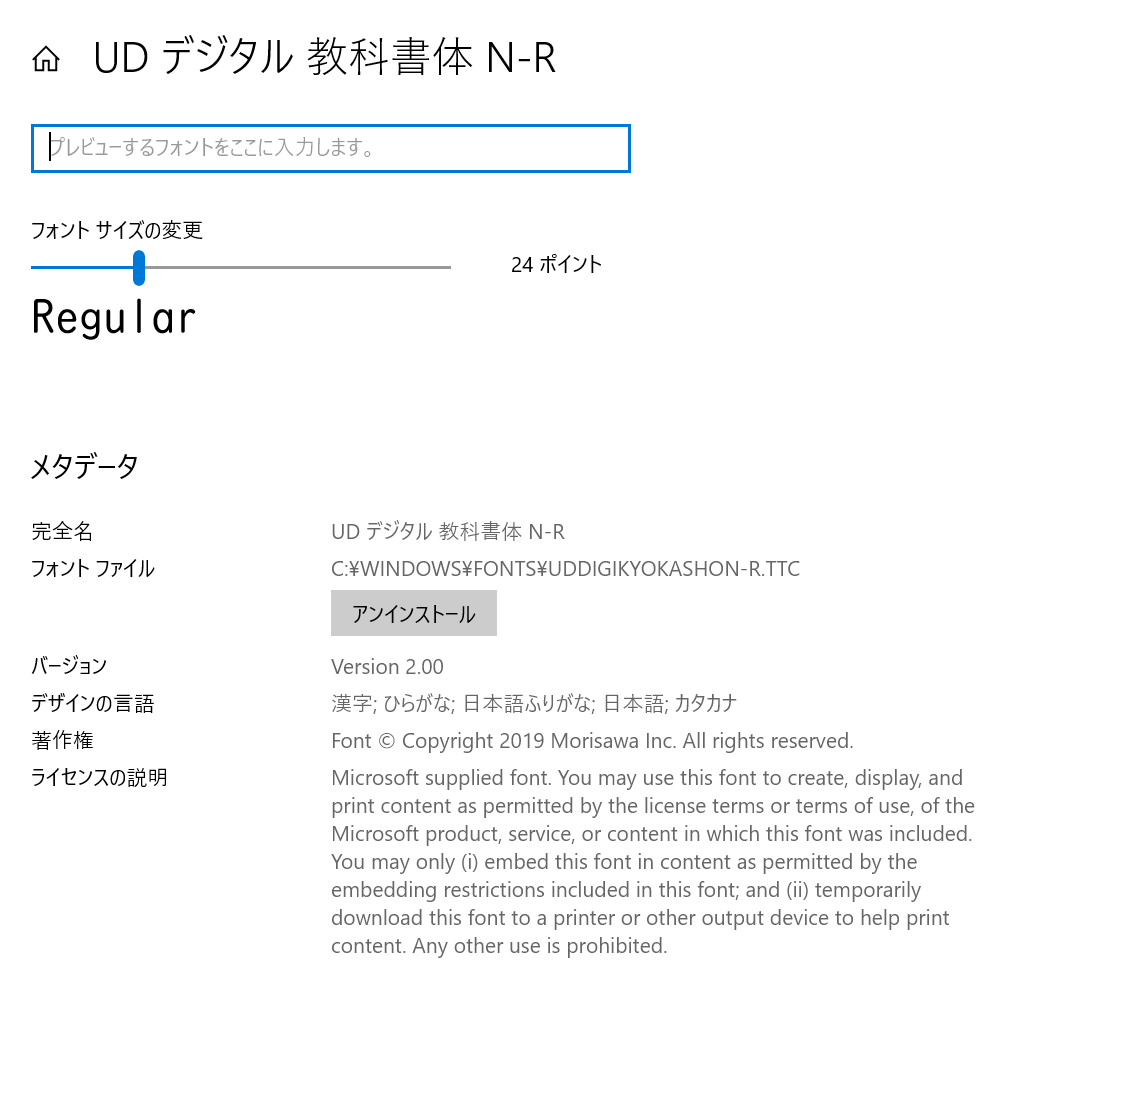 UD デジタル 教科書体 N-R
プレビューするフォントをここに入力します。
フォント サイズの変更
24 ポイント
Regular
メタデータ
完全名 UD デジタル 教科書体 N-R
フォント ファイル C:¥WINDOWS¥FONTS¥UDDIGIKYOKASHON-R.TTC
アンインストール
バージョン Version 2.00
デザインの言語 漢字; ひらがな; 日本語ふりがな; 日本語; カタカナ
著作権 Font © Copyright 2019 Morisawa Inc. All rights reserved.
ライセンスの説明 Microsoft supplied font. You may use this font to create, display, and
print content as permitted by the license terms or terms of use, of the
Microsoft product, service, or content in which this font was included.
You may only (i) embed this font in content as permitted by the
embedding restrictions included in this font; and (ii) temporarily
download this font to a printer or other output device to help print
content. Any other use is prohibited.